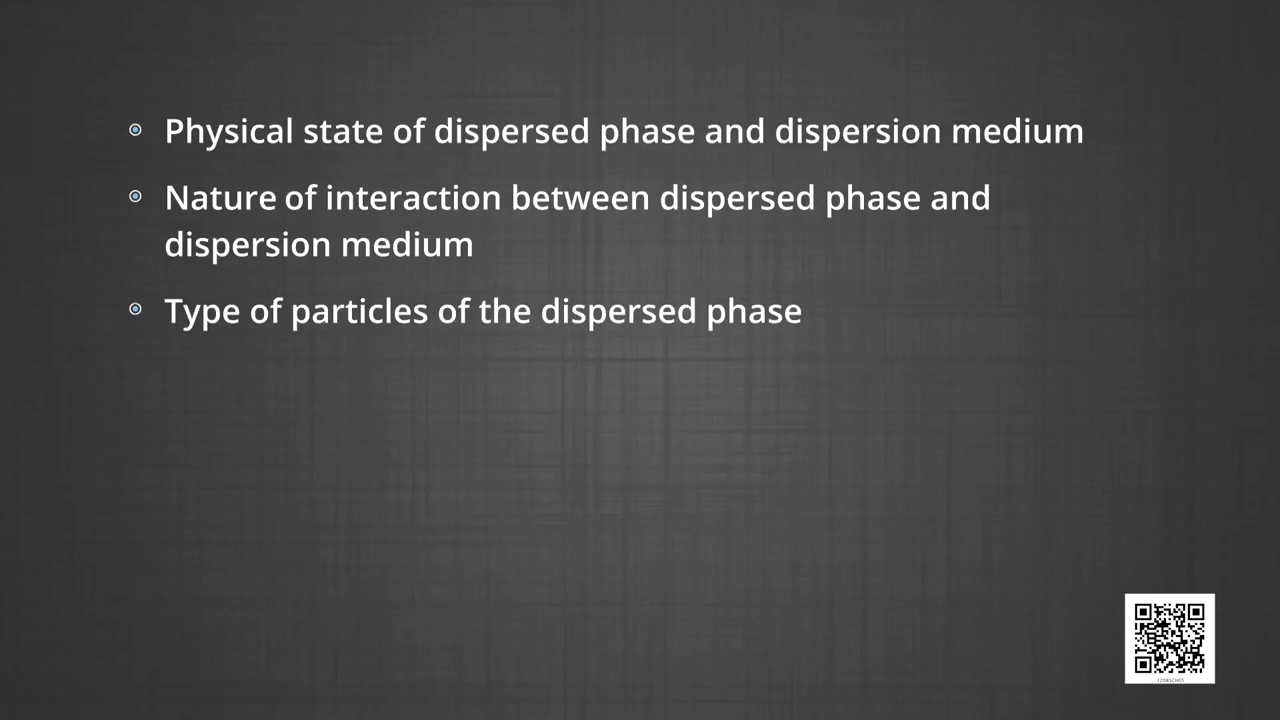 Physical state of dispersed phase and dispersion medium
Nature of interaction between dispersed phase and
dispersion medium
Type of particles of the dispersed phase
12085CH05